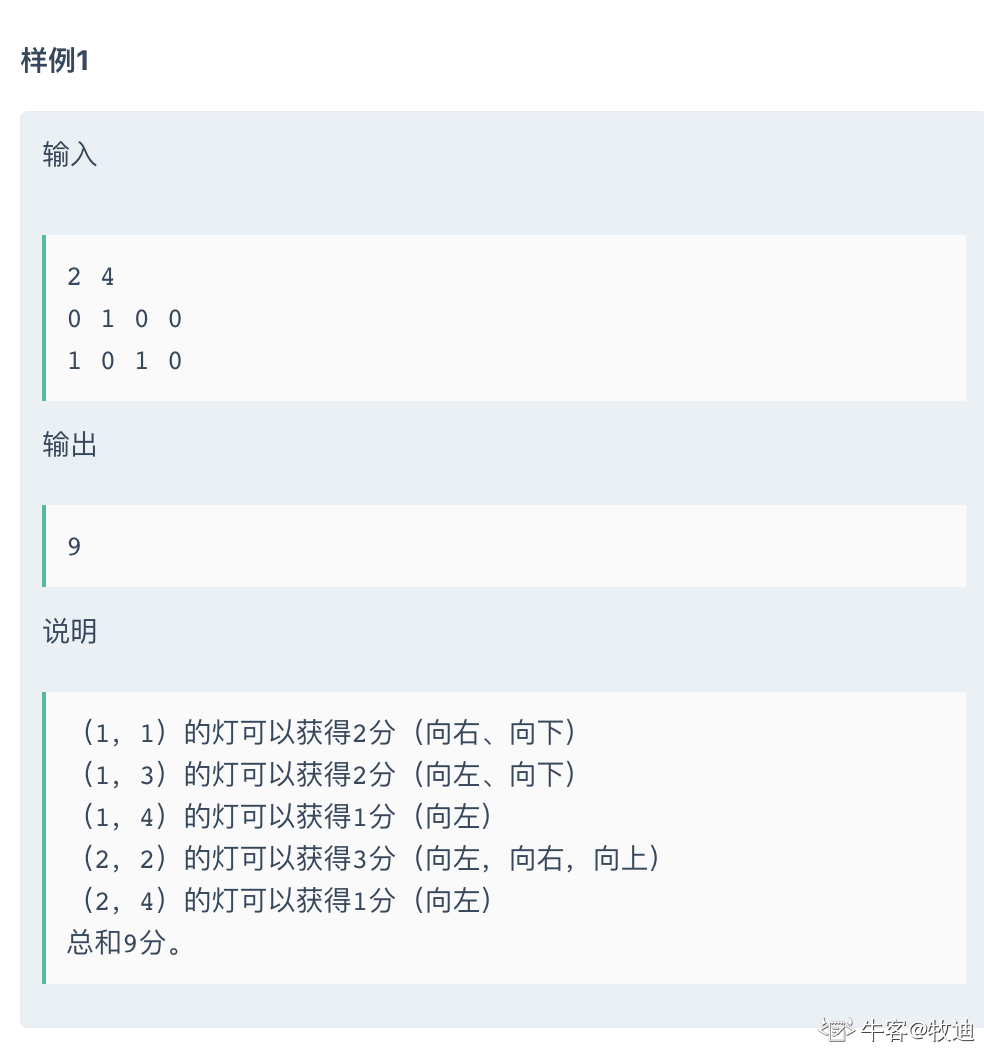 样例1
输入
2 4
0 1 0 0
1 0 1 0
输出
9
说明
（1, 1）的灯可以获得2分（向右、向下）
（1, 3）的灯可以获得2分（向左、向下）
（1, 4）的灯可以获得1分（向左）
（2, 2）的灯可以获得3分（向左，向右，向上）
（2, 4）的灯可以获得1分（向左）
总和9分。
牛客@牧迪